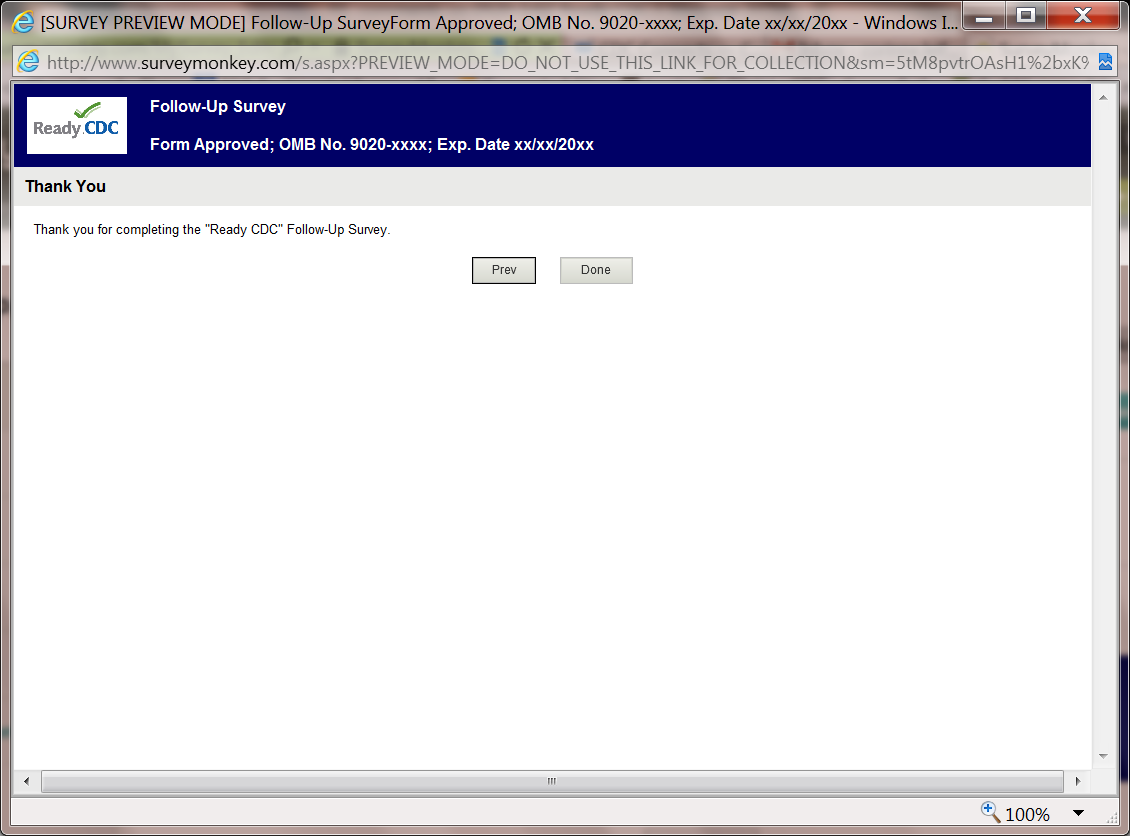 [SURVEY PREVIEW MODE] Follow-Up SurveyForm Approved; OMB No. 9020-xxxx; Exp. Date xx/xx/20xx - Windows I...
http://www.surveymonkey.com/s.aspx?PREVIEW_MODE=DO_NOT_USE_THIS_LINK_FOR_COLLECTION&sm=5tM8pvtrOAsH1%2bxK%
Ready CDC
Follow-Up Survey
Form Approved; OMB No. 9020-xxxx; Exp. Date xx/xx/20xx
Thank You
Thank you for completing the "Ready CDC" Follow-Up Survey.
Prev Done
100%